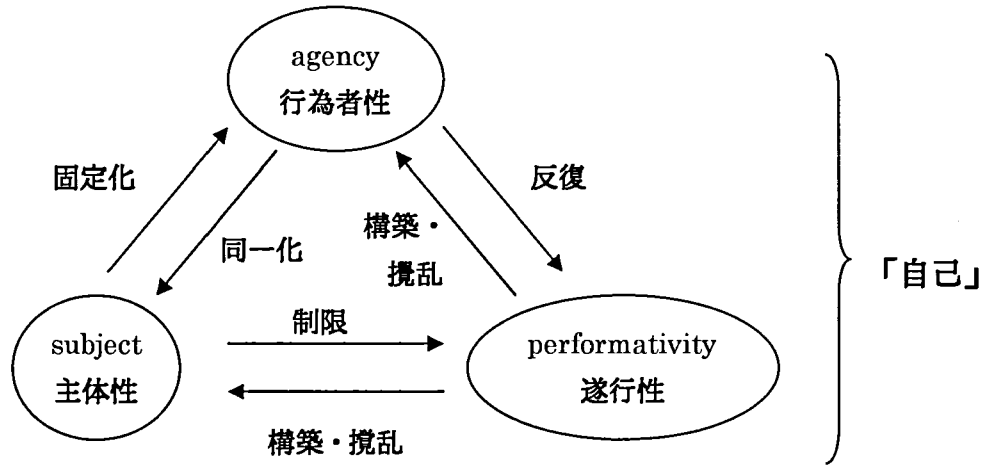 agency
行為者性
固定化
反復
構築・
攪乱
同一化
「自己」
制限
subject
主体性
performativity
遂行性
構築・攪乱